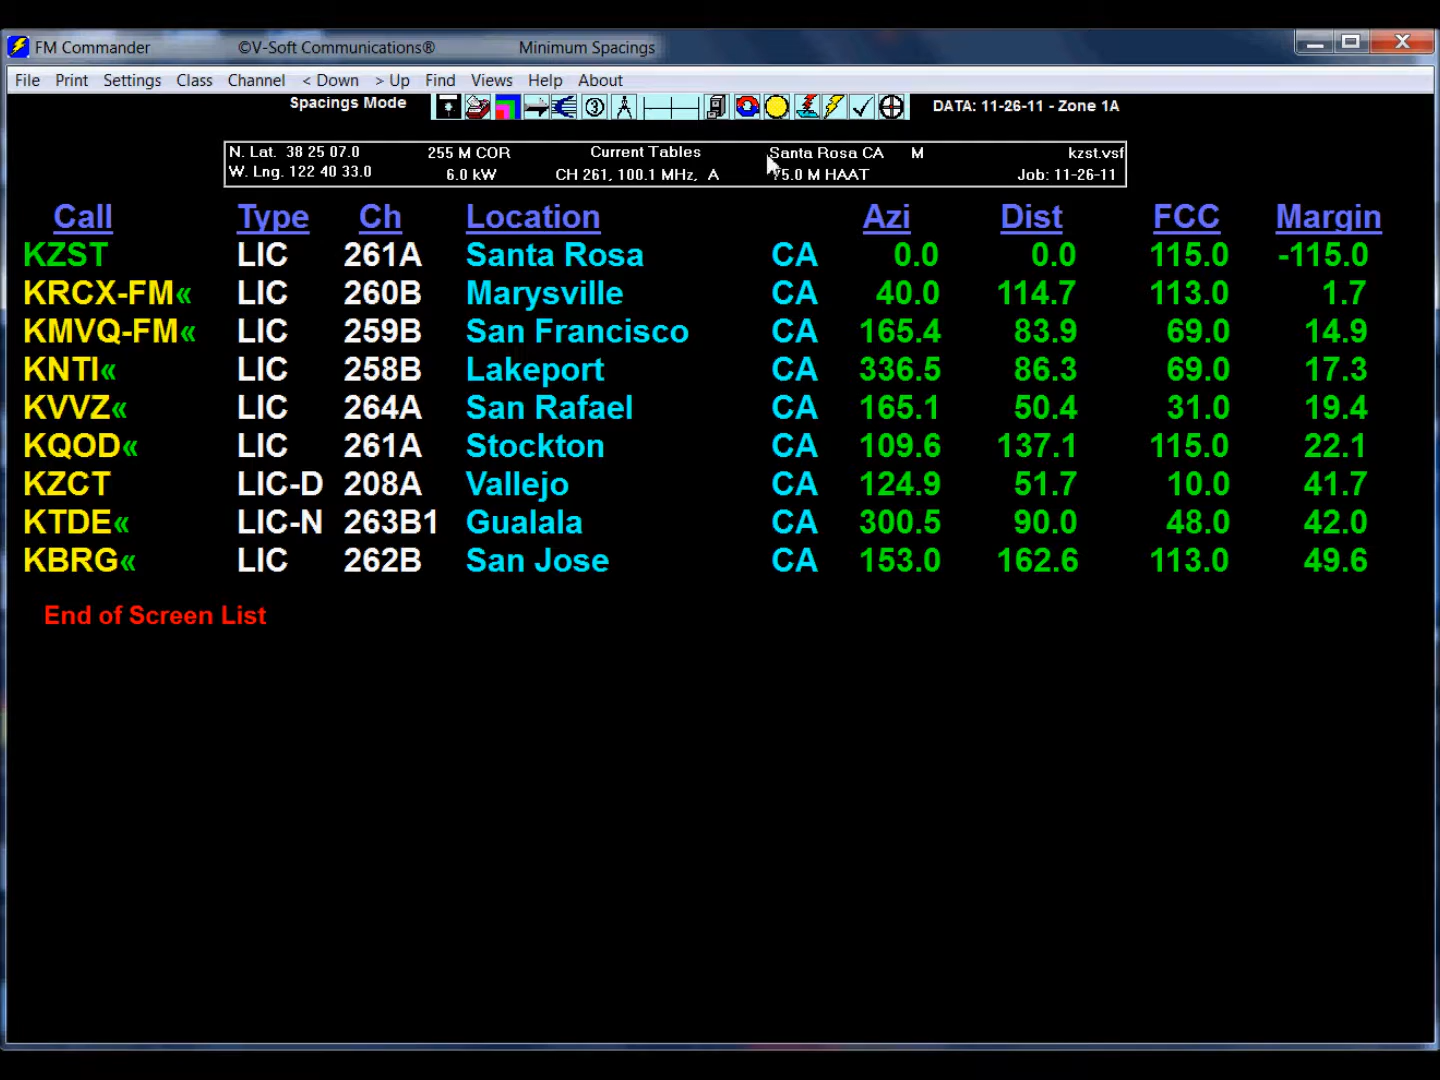 FM Commander ©V-Soft Communications® Minimum Spacings
File Print Settings Class Channel < Down > Up Find Views Help About
Spacings Mode DATA: 11-26-11 - Zone 1A
N. Lat. 38 25 07.0 255 M COR Current Tables Santa Rosa CA M kzst.vsf
W. Lng. 122 40 33.0 6.0 kW CH 261, 100.1 MHz, A 75.0 M HAAT Job: 11-26-11
Call Type Ch Location Azi Dist FCC Margin
KZST LIC 261A Santa Rosa CA 0.0 0.0 115.0 -115.0
KRCX-FM« LIC 260B Marysville CA 40.0 114.7 113.0 1.7
KMVQ-FM« LIC 259B San Francisco CA 165.4 83.9 69.0 14.9
KNTI« LIC 258B Lakeport CA 336.5 86.3 69.0 17.3
KVVZ« LIC 264A San Rafael CA 165.1 50.4 31.0 19.4
KQOD« LIC 261A Stockton CA 109.6 137.1 115.0 22.1
KZCT LIC-D 208A Vallejo CA 124.9 51.7 10.0 41.7
KTDE« LIC-N 263B1 Gualala CA 300.5 90.0 48.0 42.0
KBRG« LIC 262B San Jose CA 153.0 162.6 113.0 49.6
End of Screen List